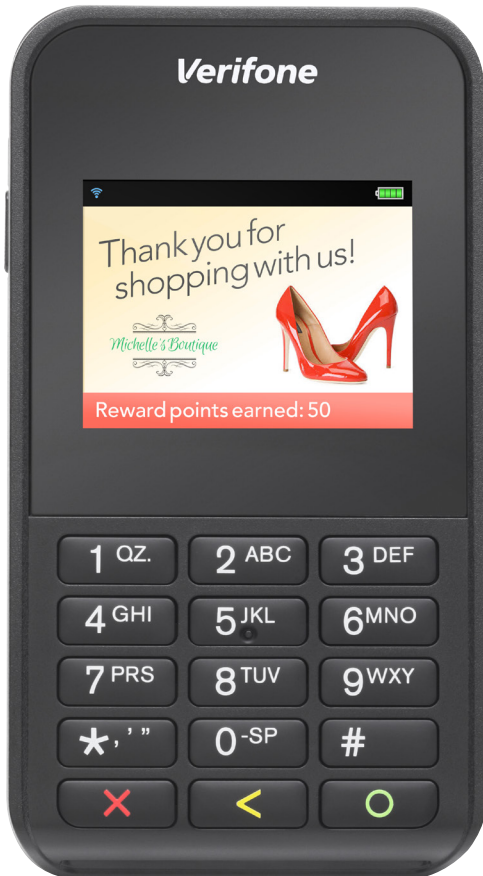 Verifone
Thank you for
shopping with us!
Michelle's Boutique
Reward points earned: 50
1 QZ. 2 ABC 3 DEF
4 GHI 5 JKL 6 MNO
7 PRS 8 TUV 9 WXY
*, ' " 0 -SP #
X < O